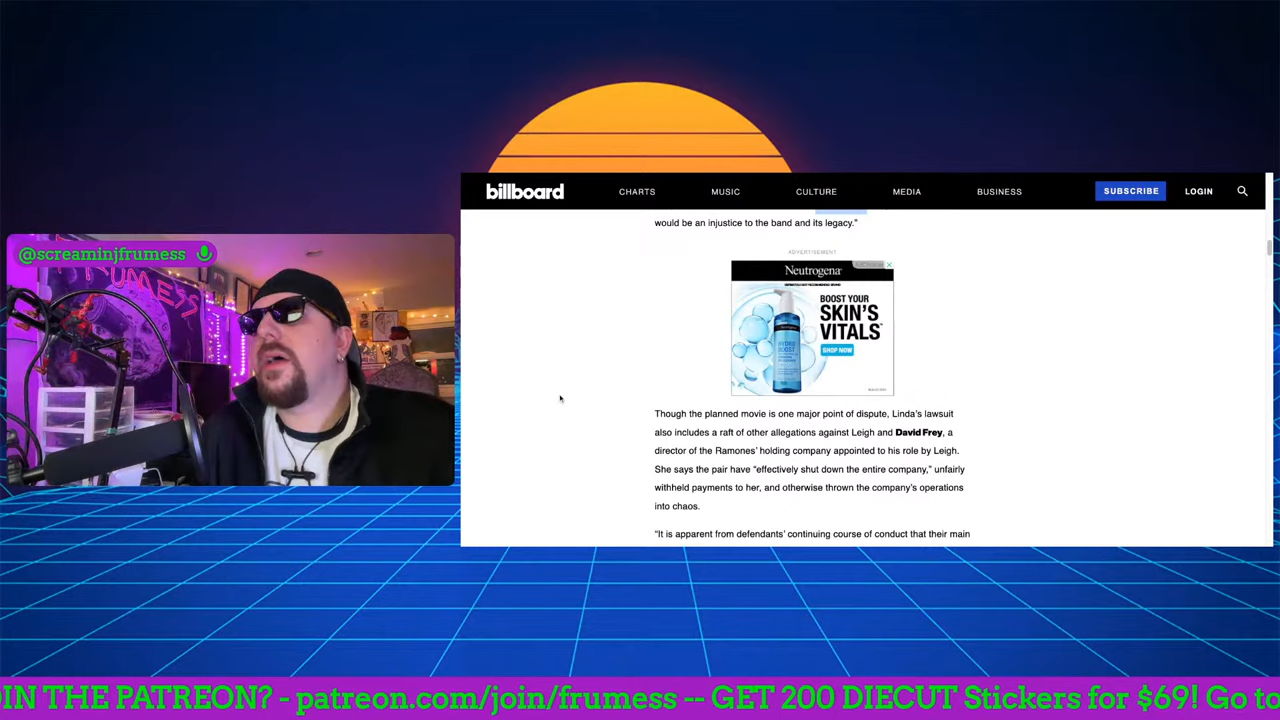 billboard
CHARTS
MUSIC
CULTURE
MEDIA
BUSINESS
SUBSCRIBE
LOGIN
would be an injustice to the band and its legacy."
ADVERTISEMENT
Neutrogena
BOOST YOUR
SKIN'S
VITALS
SHOP NOW
HYDRO
BOOST
@screaminjfrumess
Though the planned movie is one major point of dispute, Linda's lawsuit
also includes a raft of other allegations against Leigh and David Frey, a
director of the Ramones' holding company appointed to his role by Leigh.
She says the pair have "effectively shut down the entire company," unfairly
withheld payments to her, and otherwise thrown the company's operations
into chaos.
"It is apparent from defendants' continuing course of conduct that their main
OIN THE PATREON? - patreon.com/join/frumess -- GET 200 DIECUT Stickers for $69! Go to